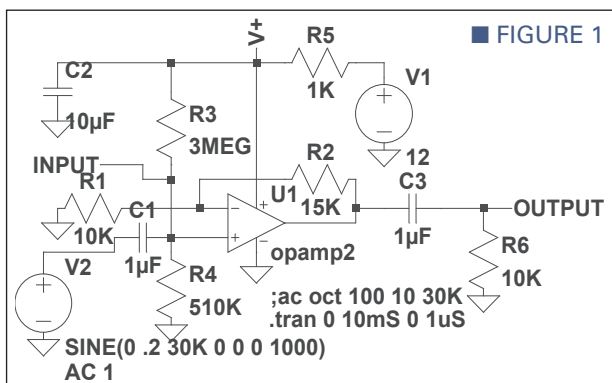 ■ FIGURE 1
V+
R5
1K
V1
12
C2
10µF
R3
3MEG
INPUT
R1
10K
C1
1µF
R2
15K
U1
opamp2
C3
1µF
OUTPUT
R6
10K
V2
R4
510K
;ac oct 100 10 30K
.tran 0 10mS 0 1uS
SINE(0 .2 30K 0 0 0 1000)
AC 1